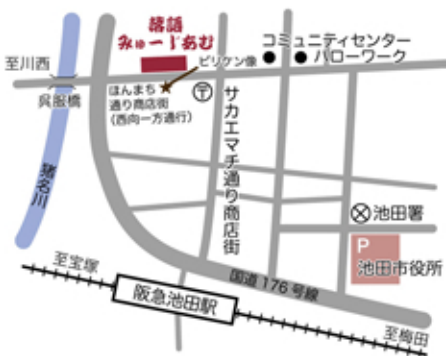 落語
みゅーじあむ
ビリケン像
コミュニティセンター
ハローワーク
至川西
呉服橋
ほんまち
通り商店街
(西向一方通行)
〒
サカエマチ通り商店街
猪名川
池田署
P
池田市役所
国道176号線
至宝塚
阪急池田駅
至梅田